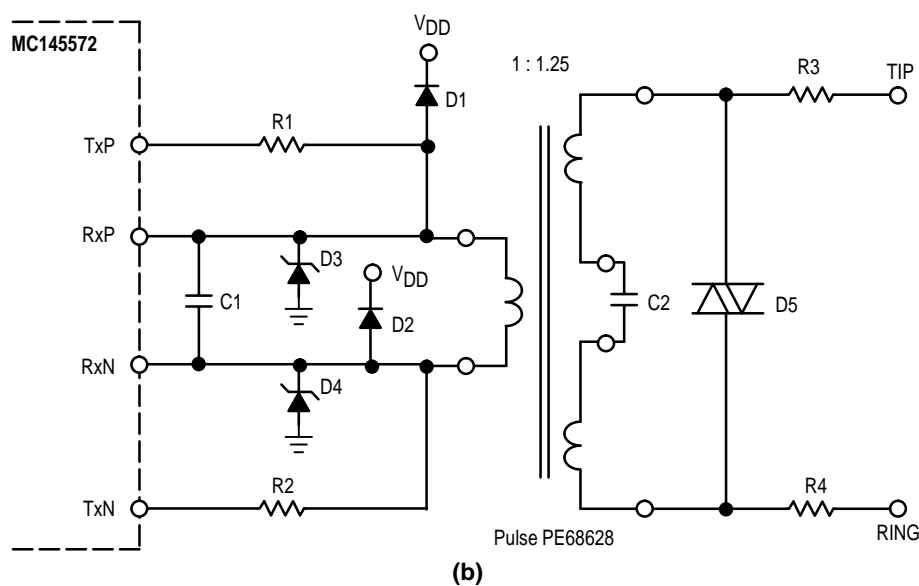 MC145572
VDD
D1
1 : 1.25
R3
TIP
TxP
R1
RxP
D3
VDD
C1
D2
C2
D5
RxN
D4
TxN
R2
R4
RING
Pulse PE68628
(b)